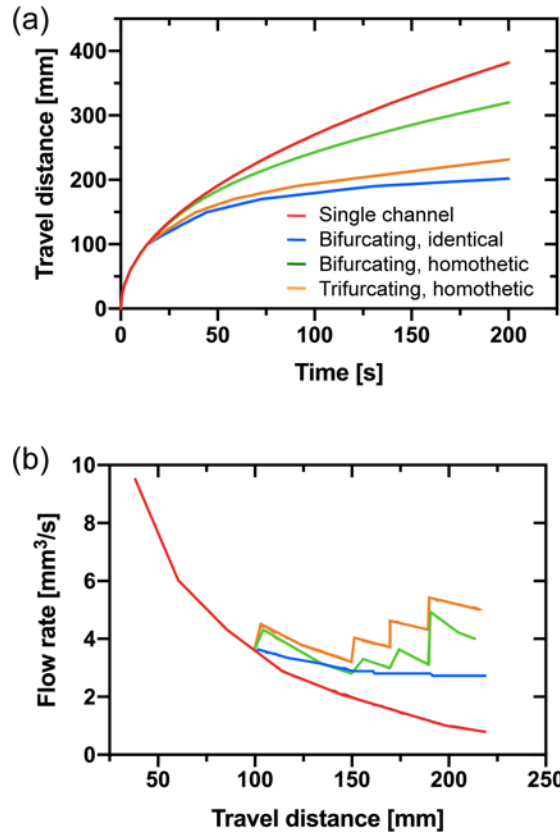 (a)
Travel distance [mm]
400
300
200
100
0
Single channel
Bifurcating, identical
Bifurcating, homothetic
Trifurcating, homothetic
0 50 100 150 200
Time [s]
(b)
Flow rate [mm³/s]
10
8
6
4
2
0
50 100 150 200 250
Travel distance [mm]